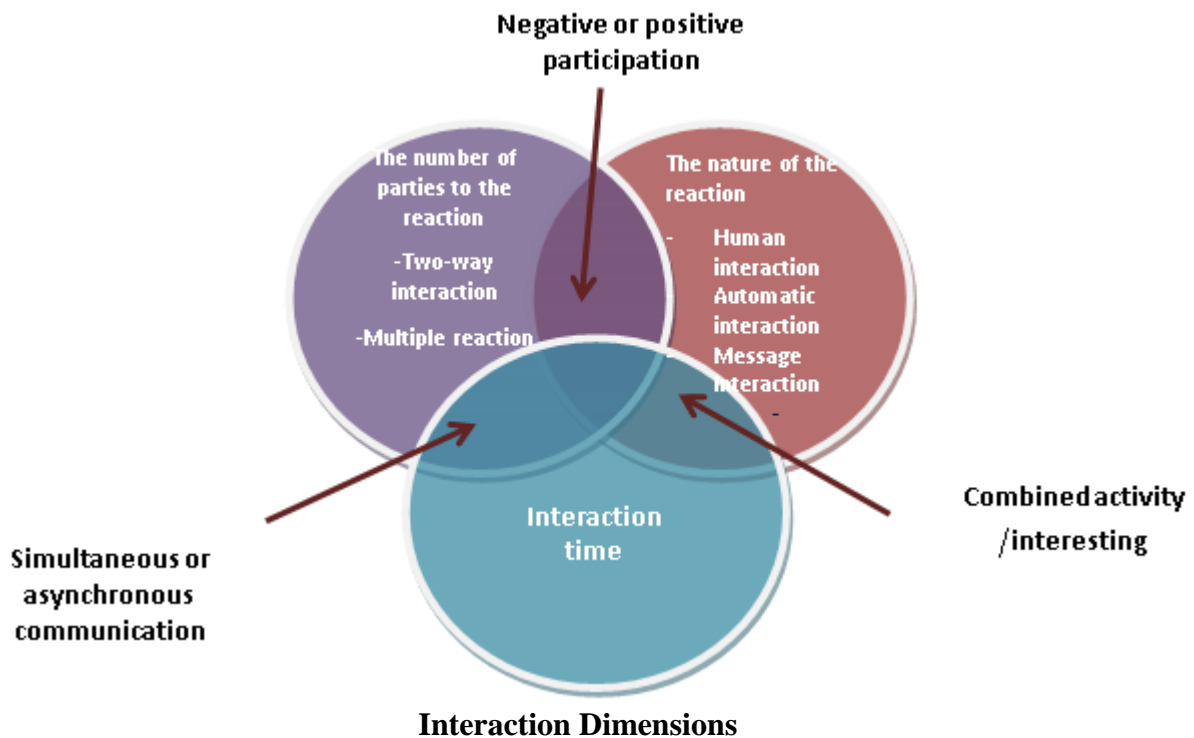 Negative or positive
participation
The number of
parties to the
reaction
-Two-way
interaction
-Multiple reaction
The nature of the
reaction
- Human
interaction
Automatic
interaction
- Message
interaction
-
Interaction
time
Simultaneous or
asynchronous
communication
Combined activity
/interesting
Interaction Dimensions